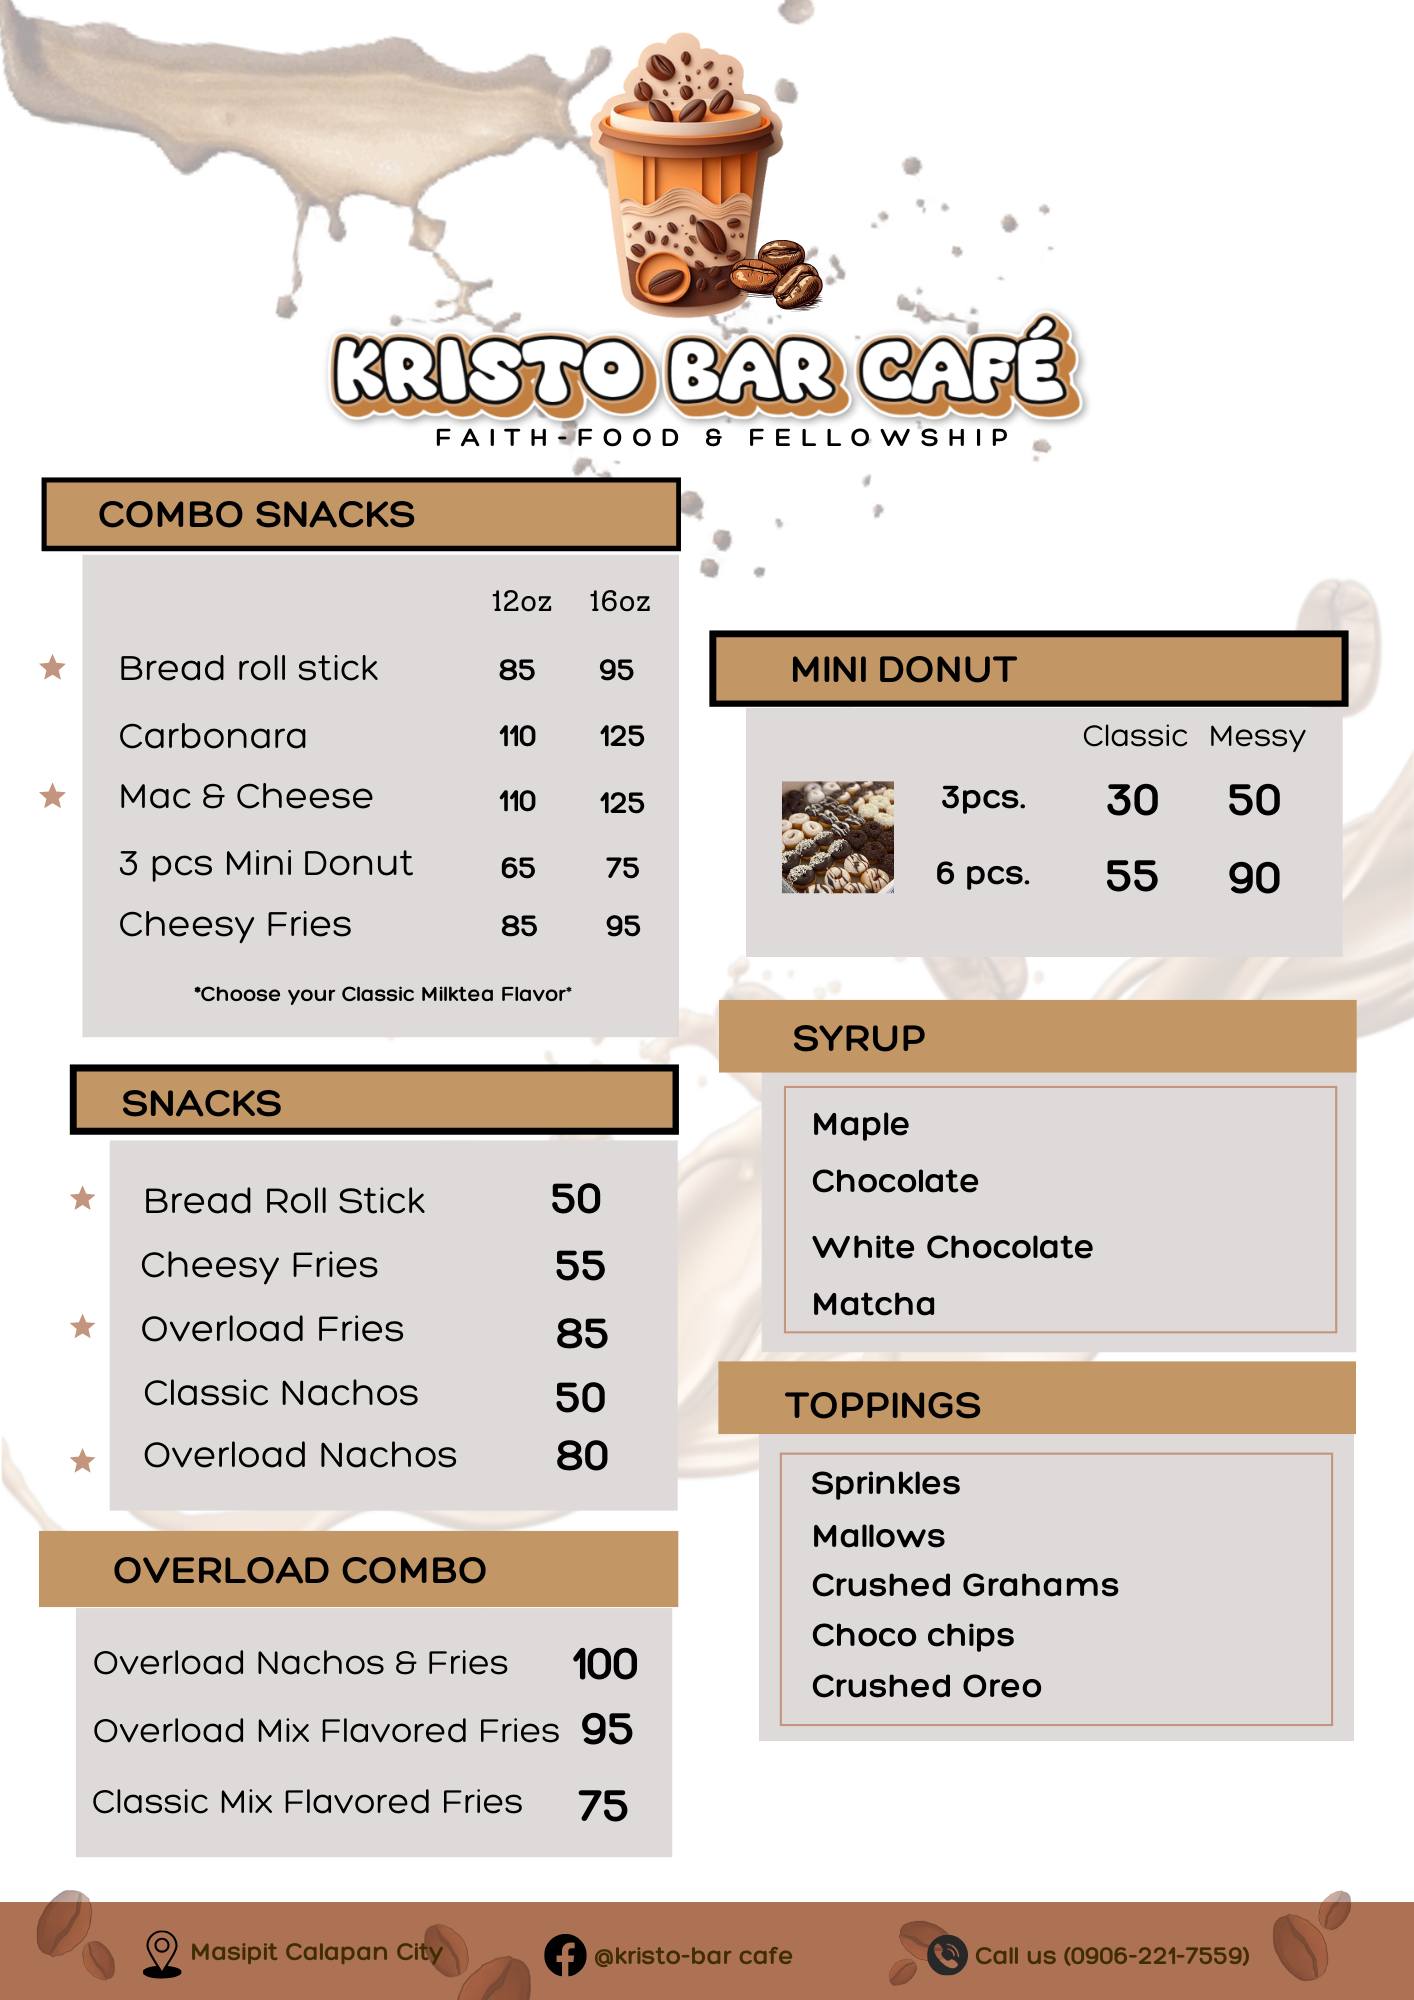 KRISTO BAR CAFÉ
FAITH-FOOD & FELLOWSHIP
COMBO SNACKS
12oz 16oz
Bread roll stick 85 95
Carbonara 110 125
Mac & Cheese 110 125
3 pcs Mini Donut 65 75
Cheesy Fries 85 95
*Choose your Classic Milktea Flavor*
SNACKS
Bread Roll Stick 50
Cheesy Fries 55
Overload Fries 85
Classic Nachos 50
Overload Nachos 80
OVERLOAD COMBO
Overload Nachos & Fries 100
Overload Mix Flavored Fries 95
Classic Mix Flavored Fries 75
MINI DONUT
Classic Messy
3pcs. 30 50
6 pcs. 55 90
SYRUP
Maple
Chocolate
White Chocolate
Matcha
TOPPINGS
Sprinkles
Mallows
Crushed Grahams
Choco chips
Crushed Oreo
Masipit Calapan City
@kristo-bar cafe
Call us (0906-221-7559)